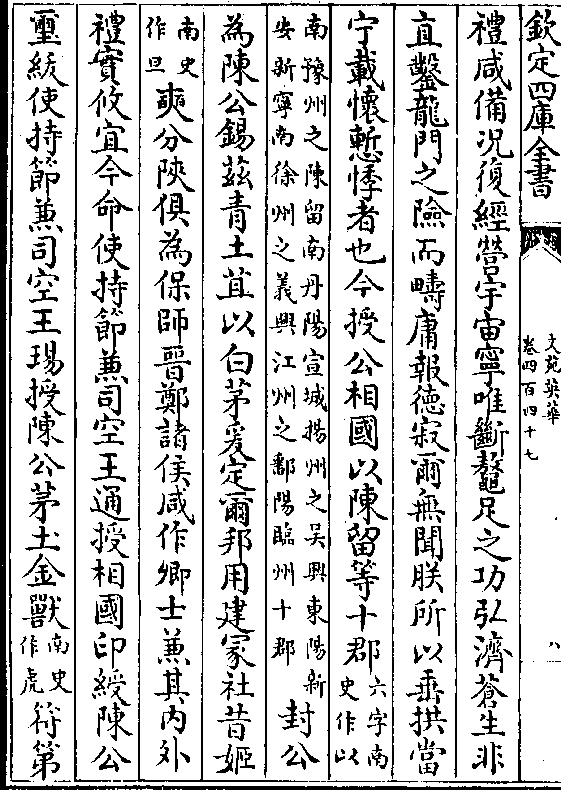 欽定四庫全書
文苑英華
卷四百四十七
八
禮咸備况復經營宇宙寧唯斷鼇足之功弘濟蒼生非
直鑿龍門之險而疇庸報徳寂爾無聞朕所以垂拱當
宁載懷慙悸者也今授公相國以陳留等十郡六字南史作以
南豫州之陳留南丹陽宣城揚州之吳興東陽新安新寧南徐州之義興江州之鄱陽臨州十郡封公
為陳公錫兹青土苴以白茅爰定爾邦用建冢社昔姬
南史作旦奭分陝俱為保師晉鄭諸侯咸作卿士兼其内外
禮實攸宜今命使持節兼司空王通授相國印綬陳公
璽紱使持節兼司空王瑒授陳公茅土金獸南史作虎符第